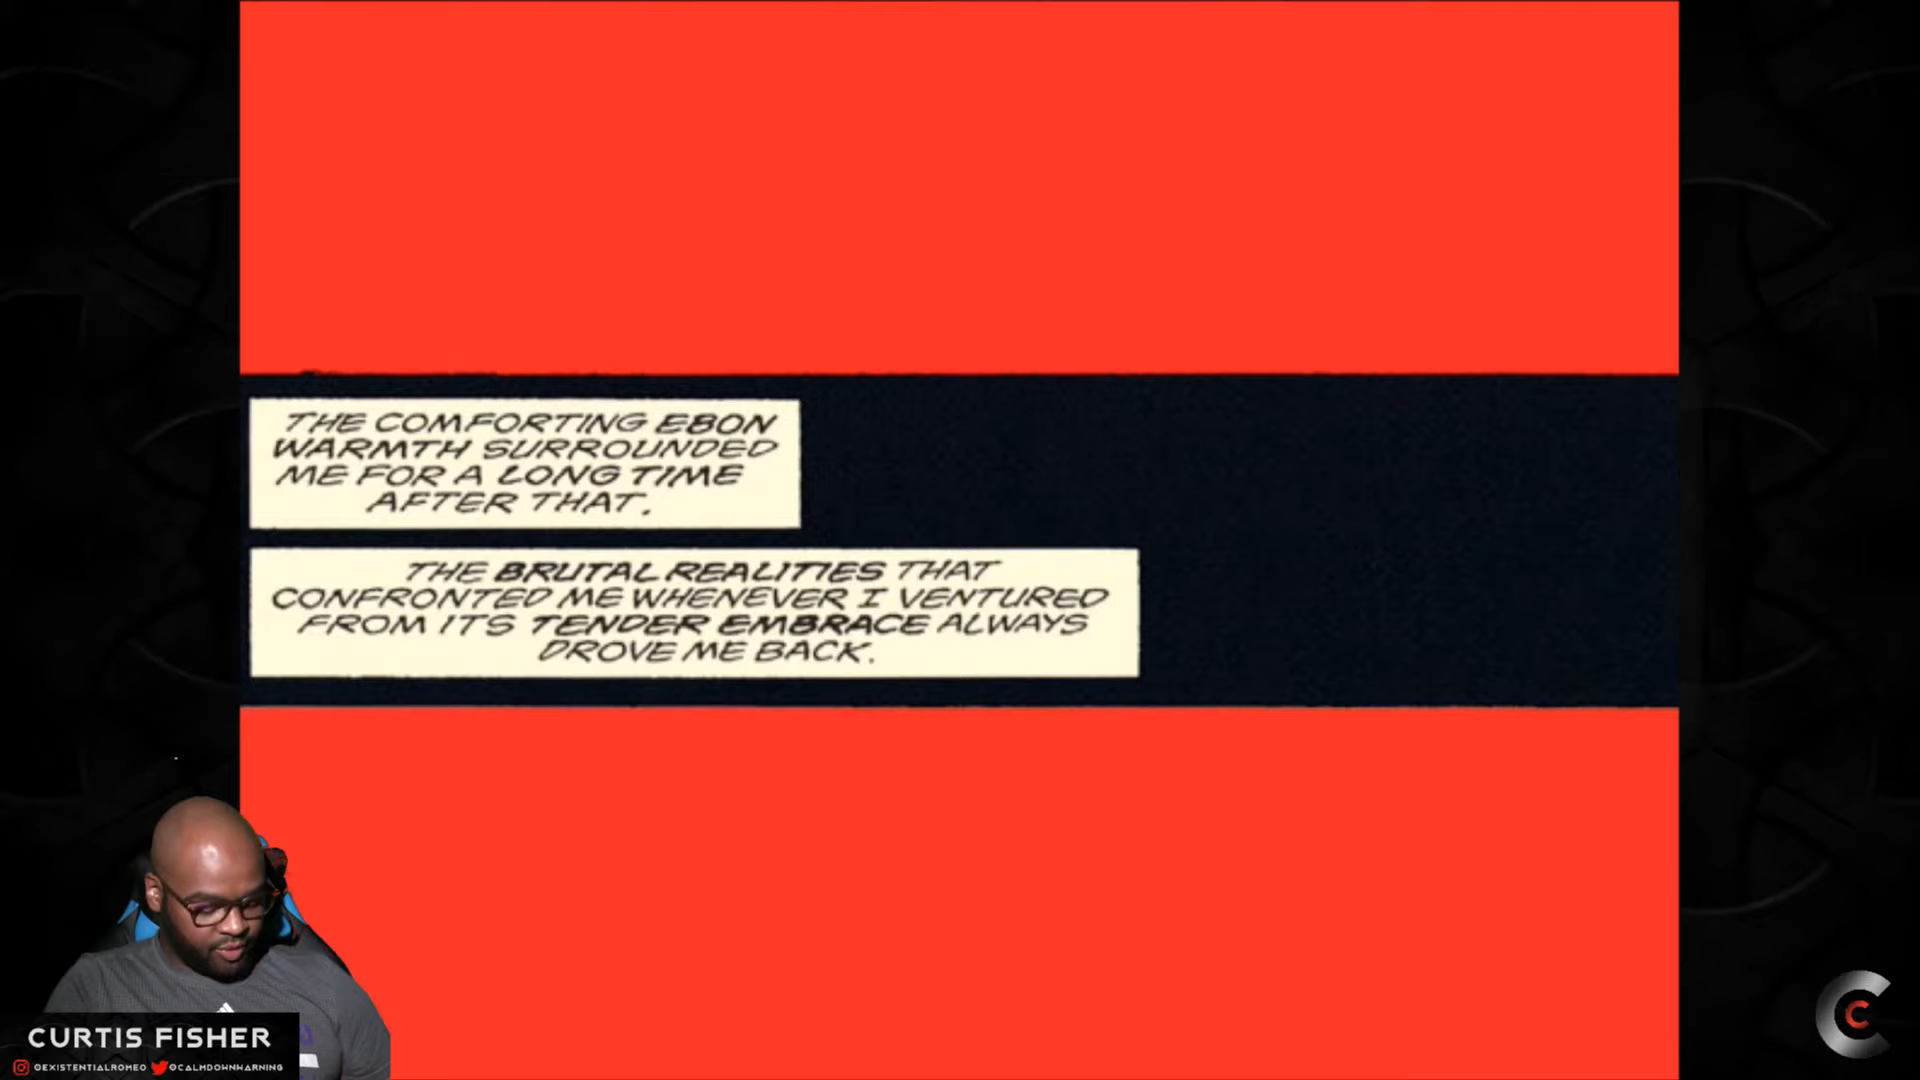 THE COMFORTING EBON
WARMTH SURROUNDED
ME FOR A LONG TIME
AFTER THAT.
THE BRUTAL REALITIES THAT
CONFRONTED ME WHENEVER I VENTURED
FROM ITS TENDER EMBRACE ALWAYS
DROVE ME BACK.
CURTIS FISHER
@EXISTENTIALROMEO @CALMDOWNWARNING